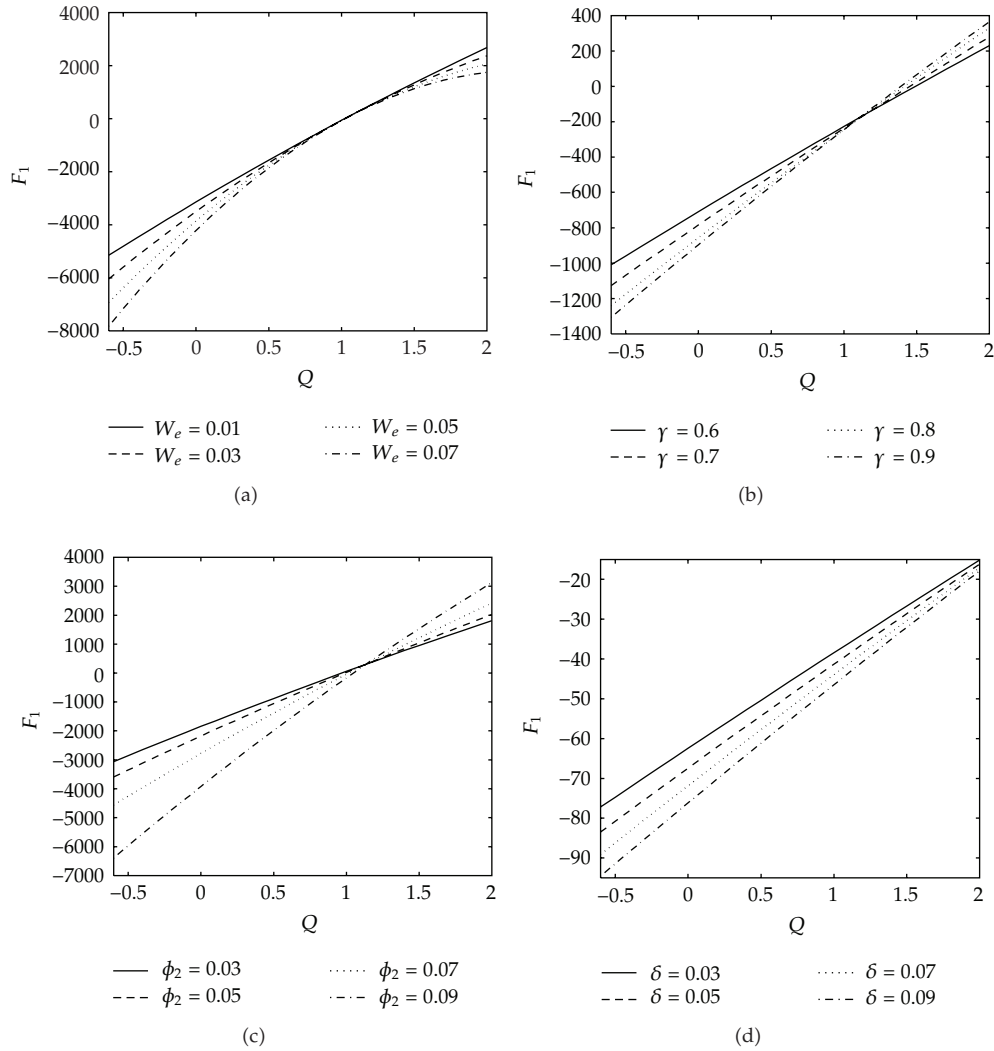 4000
2000
0
−2000
−4000
−6000
−8000
F1
−0.5 0 0.5 1 1.5 2
Q
We = 0.01 We = 0.05
We = 0.03 We = 0.07
(a)
400
200
0
−200
−400
−600
−800
−1000
−1200
−1400
F1
−0.5 0 0.5 1 1.5 2
Q
γ = 0.6 γ = 0.8
γ = 0.7 γ = 0.9
(b)
4000
3000
2000
1000
0
−1000
−2000
−3000
−4000
−5000
−6000
−7000
F1
−0.5 0 0.5 1 1.5 2
Q
ϕ2 = 0.03 ϕ2 = 0.07
ϕ2 = 0.05 ϕ2 = 0.09
(c)
−20
−30
−40
−50
−60
−70
−80
−90
F1
−0.5 0 0.5 1 1.5 2
Q
δ = 0.03 δ = 0.07
δ = 0.05 δ = 0.09
(d)